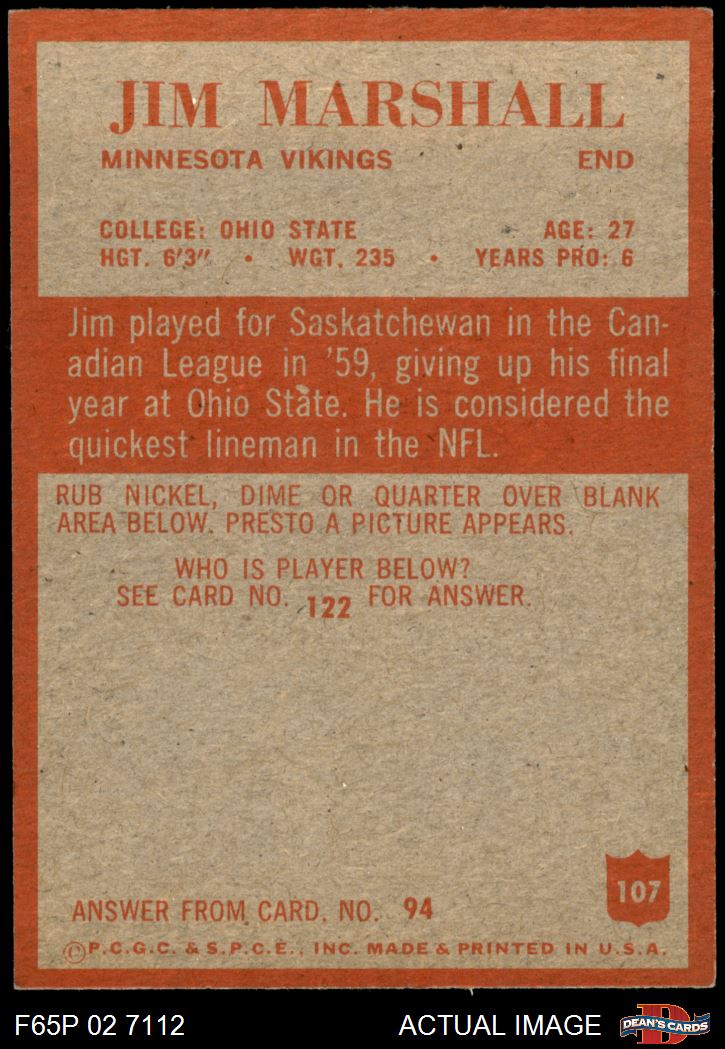 JIM MARSHALL
MINNESOTA VIKINGS END
COLLEGE: OHIO STATE AGE: 27
HGT. 6'3" • WGT. 235 • YEARS PRO: 6
Jim played for Saskatchewan in the Can-
adian League in '59, giving up his final
year at Ohio State. He is considered the
quickest lineman in the NFL.
RUB NICKEL, DIME OR QUARTER OVER BLANK
AREA BELOW. PRESTO A PICTURE APPEARS.
WHO IS PLAYER BELOW?
SEE CARD NO. 122 FOR ANSWER.
107
ANSWER FROM CARD. NO. 94
©P.C.G.C. & S.P.C.E., INC. MADE & PRINTED IN U.S.A.
F65P 02 7112 ACTUAL IMAGE D DEAN'S CARDS